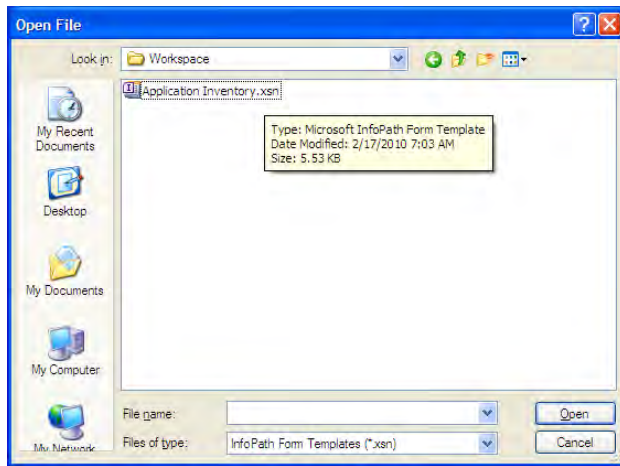 Open File
Look in:
Workspace
Application Inventory.xsn
Type: Microsoft InfoPath Form Template
Date Modified: 2/17/2010 7:03 AM
Size: 5.53 KB
My Recent
Documents
Desktop
My Documents
My Computer
My Network
File name:
Open
Files of type:
InfoPath Form Templates (*.xsn)
Cancel